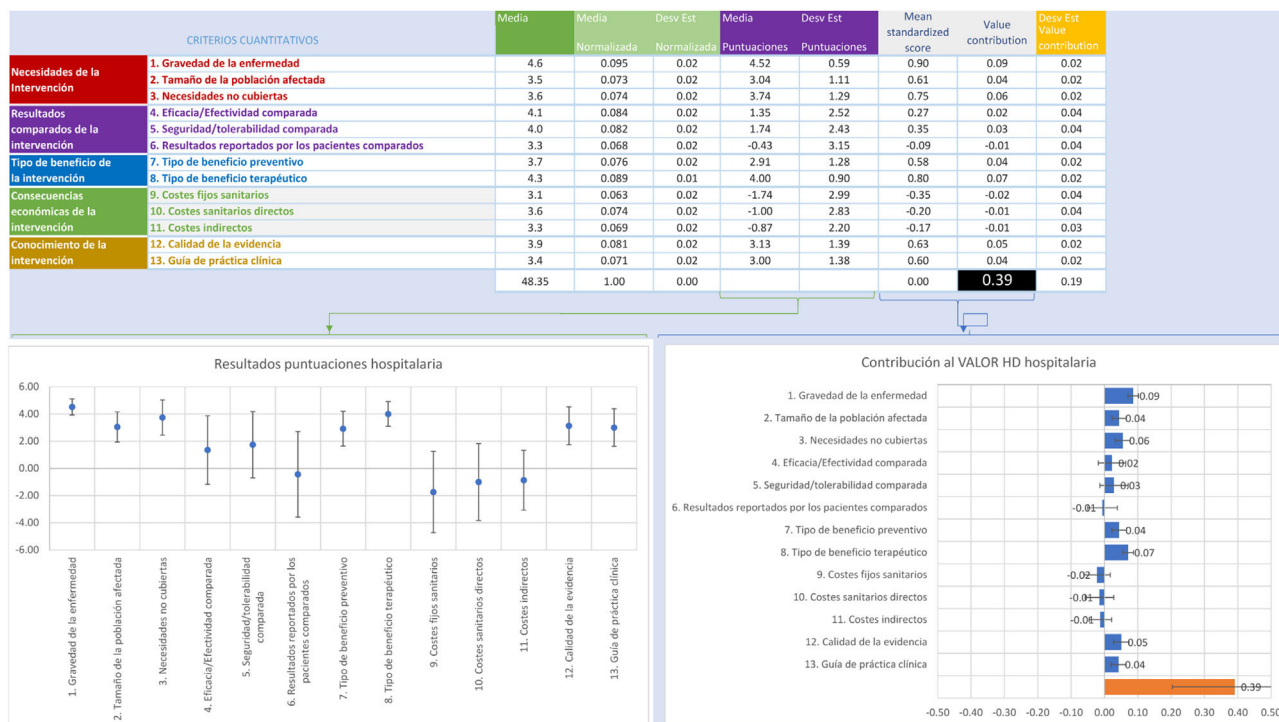 CRITERIOS CUANTITATIVOS
Media
Media Normalizada
Desv Est Normalizada
Media Puntuaciones
Desv Est Puntuaciones
Mean standardized score
Value contribution
Desv Est Value contribution
Necesidades de la Intervención
1. Gravedad de la enfermedad 4.6 0.095 0.02 4.52 0.59 0.90 0.09 0.02
2. Tamaño de la población afectada 3.5 0.073 0.02 3.04 1.11 0.61 0.04 0.02
3. Necesidades no cubiertas 3.6 0.074 0.02 3.74 1.29 0.75 0.06 0.02
Resultados comparados de la intervención
4. Eficacia/Efectividad comparada 4.1 0.084 0.02 1.35 2.52 0.27 0.02 0.04
5. Seguridad/tolerabilidad comparada 4.0 0.082 0.02 1.74 2.43 0.35 0.03 0.04
6. Resultados reportados por los pacientes comparados 3.3 0.068 0.02 -0.43 3.15 -0.09 -0.01 0.04
Tipo de beneficio de la intervención
7. Tipo de beneficio preventivo 3.7 0.076 0.02 2.91 1.28 0.58 0.04 0.02
8. Tipo de beneficio terapéutico 4.3 0.089 0.01 4.00 0.90 0.80 0.07 0.02
Consecuencias económicas de la intervención
9. Costes fijos sanitarios 3.1 0.063 0.02 -1.74 2.99 -0.35 -0.02 0.04
10. Costes sanitarios directos 3.6 0.074 0.02 -1.00 2.83 -0.20 -0.01 0.04
11. Costes indirectos 3.3 0.069 0.02 -0.87 2.20 -0.17 -0.01 0.03
Conocimiento de la intervención
12. Calidad de la evidencia 3.9 0.081 0.02 3.13 1.39 0.63 0.05 0.02
13. Guía de práctica clínica 3.4 0.071 0.02 3.00 1.38 0.60 0.04 0.02
48.35 1.00 0.00 0.00 0.39 0.19
Resultados puntuaciones hospitalaria
6.00
4.00
2.00
0.00
-2.00
-4.00
-6.00
1. Gravedad de la enfermedad
2. Tamaño de la población afectada
3. Necesidades no cubiertas
4. Eficacia/Efectividad comparada
5. Seguridad/tolerabilidad
comparada
6. Resultados reportados por los
pacientes comparados
7. Tipo de beneficio preventivo
8. Tipo de beneficio terapéutico
9. Costes fijos sanitarios
10. Costes sanitarios directos
11. Costes indirectos
12. Calidad de la evidencia
13. Guía de práctica clínica
Contribución al VALOR HD hospitalaria
1. Gravedad de la enfermedad 0.09
2. Tamaño de la población afectada 0.04
3. Necesidades no cubiertas 0.06
4. Eficacia/Efectividad comparada 0.02
5. Seguridad/tolerabilidad comparada 0.03
6. Resultados reportados por los pacientes comparados -0.01
7. Tipo de beneficio preventivo 0.04
8. Tipo de beneficio terapéutico 0.07
9. Costes fijos sanitarios -0.02
10. Costes sanitarios directos -0.01
11. Costes indirectos -0.01
12. Calidad de la evidencia 0.05
13. Guía de práctica clínica 0.04
0.39
-0.50 -0.40 -0.30 -0.20 -0.10 0.00 0.10 0.20 0.30 0.40 0.50